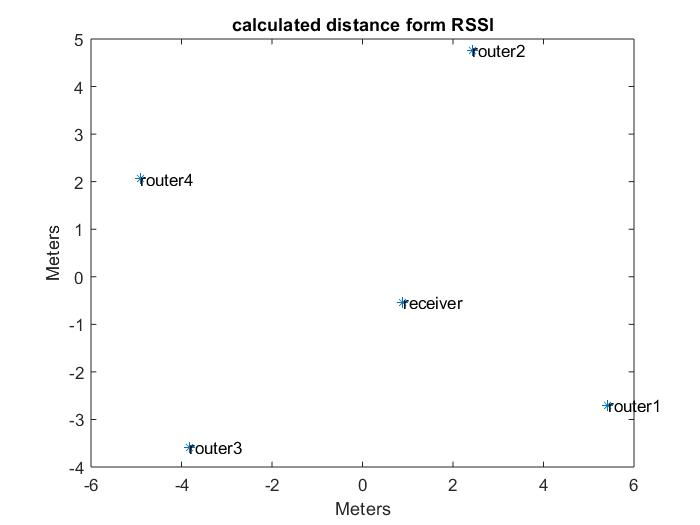 calculated distance form RSSI
5
router2
4
3
router4
2
1
Meters
0
receiver
-1
-2
router1
-3
router3
-4
-6
-4
-2
0
2
4
6
Meters